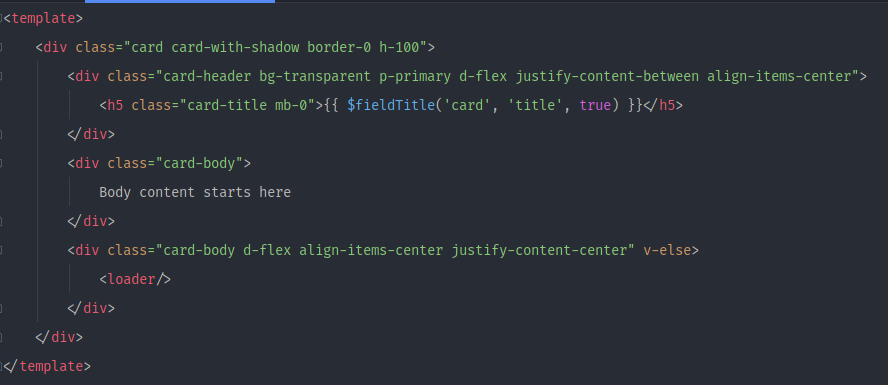 <template>
<div class="card card-with-shadow border-0 h-100">
<div class="card-header bg-transparent p-primary d-flex justify-content-between align-items-center">
<h5 class="card-title mb-0">{{ $fieldTitle('card', 'title', true) }}</h5>
</div>
<div class="card-body">
Body content starts here
</div>
<div class="card-body d-flex align-items-center justify-content-center" v-else>
<loader/>
</div>
</div>
</template>